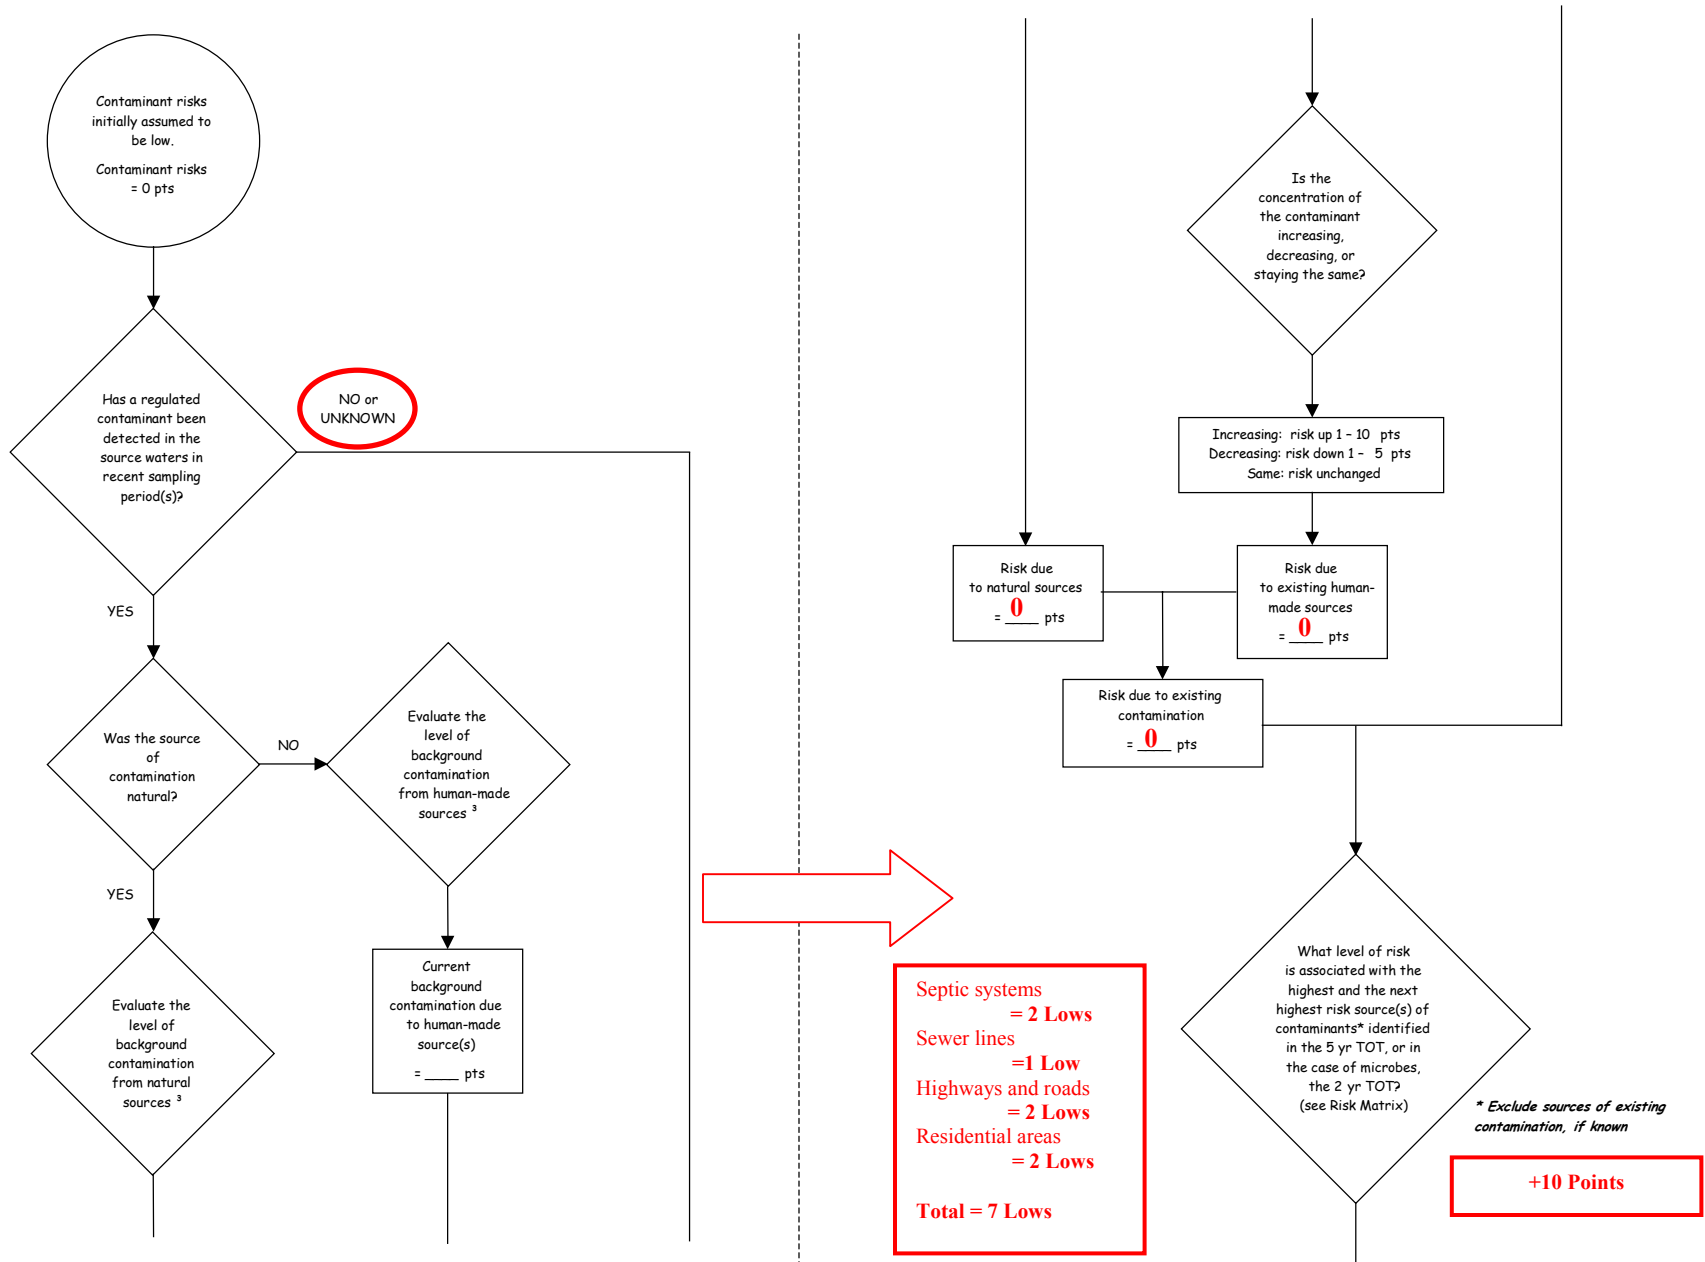 Contaminant risks
initially assumed to
be low.
Contaminant risks
= 0 pts
Has a regulated
contaminant been
detected in the
source waters in
recent sampling
period(s)?
NO or
UNKNOWN
YES
Was the source
of
contamination
natural?
NO
Evaluate the
level of
background
contamination
from human-made
sources ³
YES
Evaluate the
level of
background
contamination
from natural
sources ³
Current
background
contamination due
to human-made
source(s)
= ____ pts
Is the
concentration of
the contaminant
increasing,
decreasing, or
staying the same?
Increasing: risk up 1 – 10 pts
Decreasing: risk down 1 – 5 pts
Same: risk unchanged
Risk due
to natural sources
= 0 pts
Risk due
to existing human-
made sources
= 0 pts
Risk due to existing
contamination
= 0 pts
What level of risk
is associated with the
highest and the next
highest risk source(s) of
contaminants* identified
in the 5 yr TOT, or in
the case of microbes,
the 2 yr TOT?
(see Risk Matrix)
* Exclude sources of existing
contamination, if known
+10 Points
Septic systems
= 2 Lows
Sewer lines
=1 Low
Highways and roads
= 2 Lows
Residential areas
= 2 Lows
Total = 7 Lows